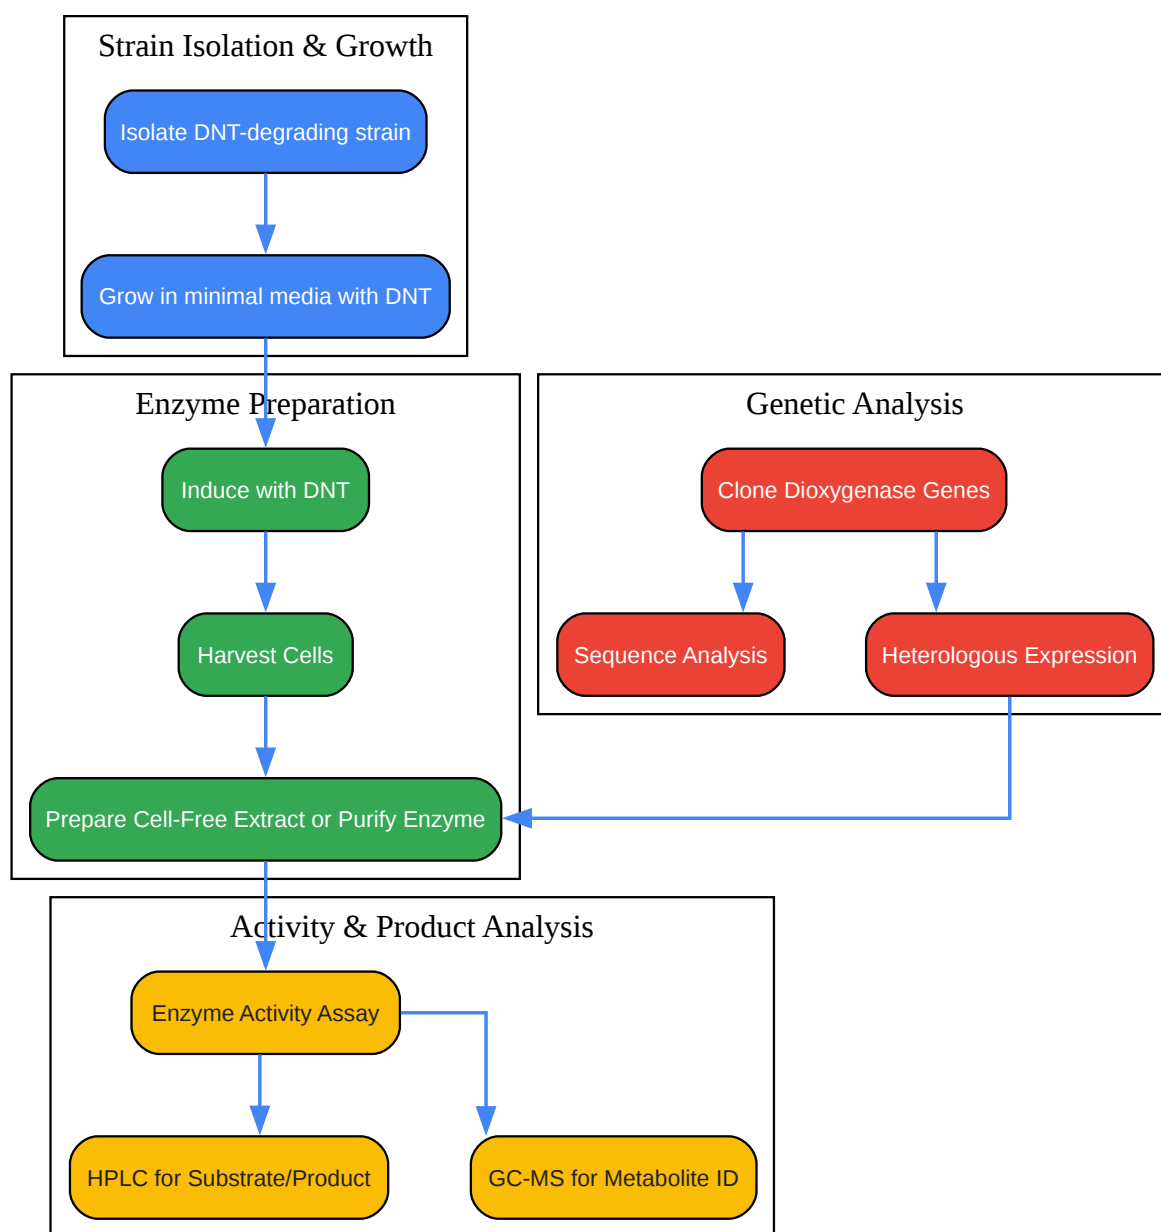 Strain Isolation & Growth
Isolate DNT-degrading strain
Grow in minimal media with DNT
Enzyme Preparation
Induce with DNT
Harvest Cells
Prepare Cell-Free Extract or Purify Enzyme
Genetic Analysis
Clone Dioxygenase Genes
Sequence Analysis
Heterologous Expression
Activity & Product Analysis
Enzyme Activity Assay
HPLC for Substrate/Product
GC-MS for Metabolite ID